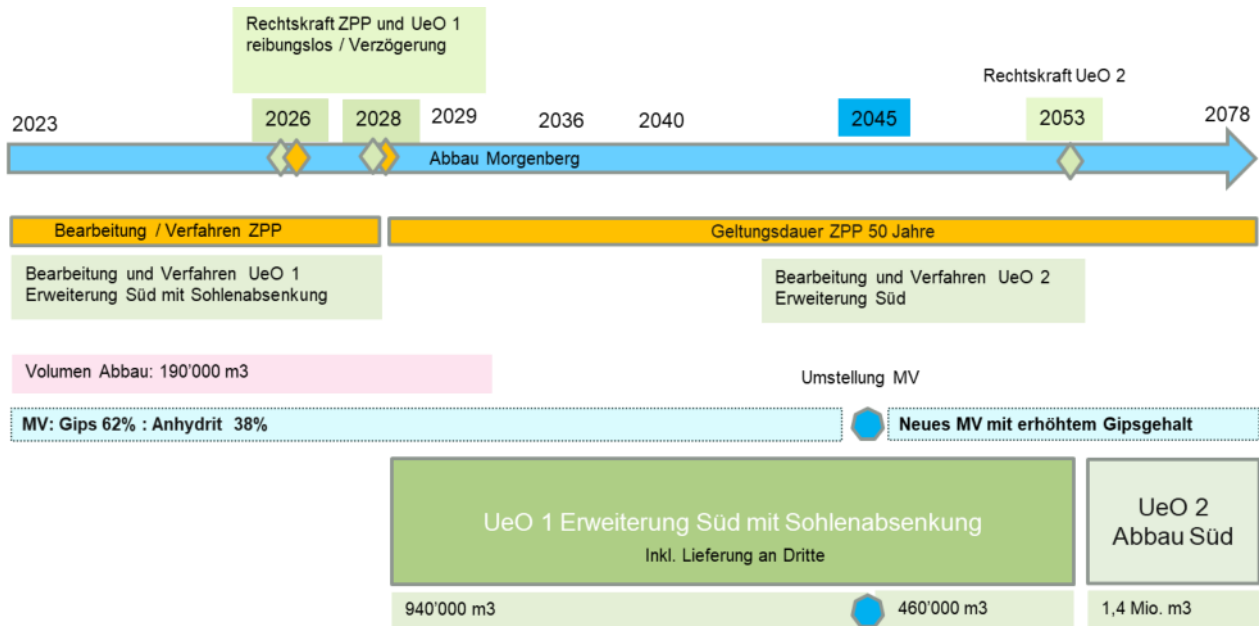 Rechtskraft ZPP und UeO 1
reibungslos / Verzögerung
Rechtskraft UeO 2
2023
2026
2028
2029
2036
2040
2045
2053
2078
Abbau Morgenberg
Bearbeitung / Verfahren ZPP
Geltungsdauer ZPP 50 Jahre
Bearbeitung und Verfahren UeO 1
Erweiterung Süd mit Sohlenabsenkung
Bearbeitung und Verfahren UeO 2
Erweiterung Süd
Volumen Abbau: 190'000 m3
Umstellung MV
MV: Gips 62% : Anhydrit 38%
Neues MV mit erhöhtem Gipsgehalt
UeO 1 Erweiterung Süd mit Sohlenabsenkung
Inkl. Lieferung an Dritte
UeO 2
Abbau Süd
940'000 m3
460'000 m3
1,4 Mio. m3